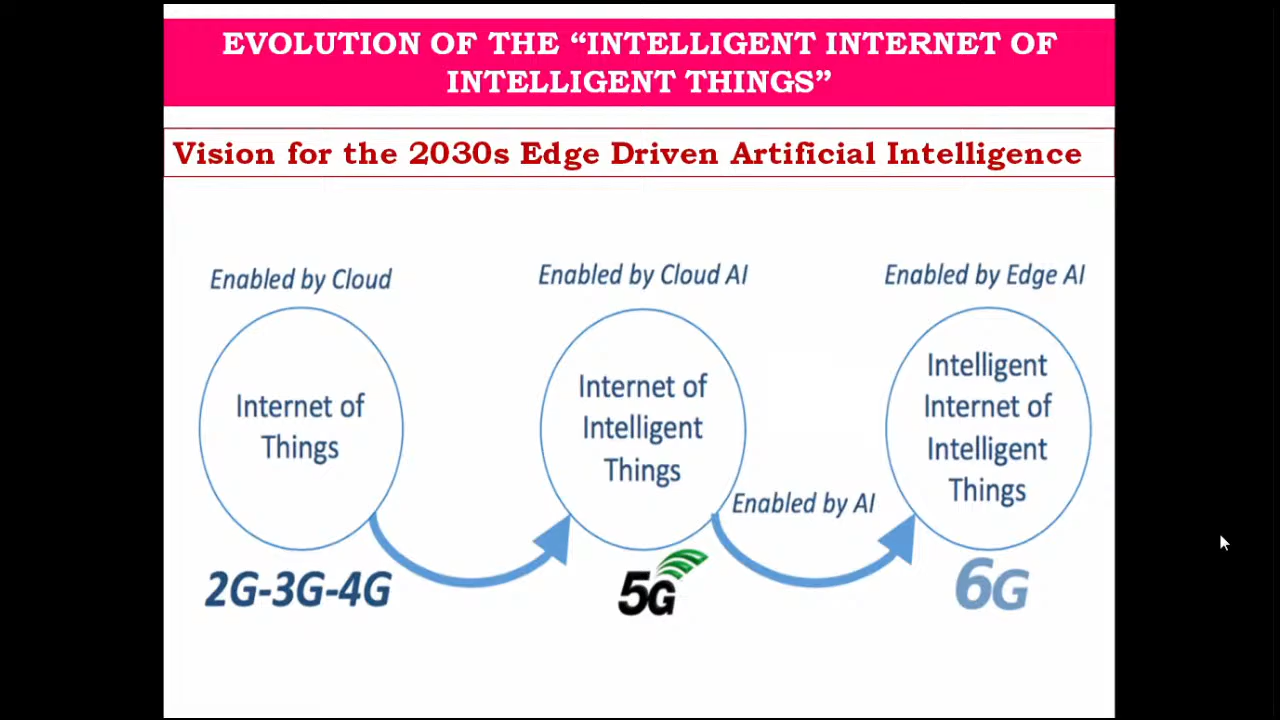 EVOLUTION OF THE “INTELLIGENT INTERNET OF
INTELLIGENT THINGS”
Vision for the 2030s Edge Driven Artificial Intelligence
Enabled by Cloud
Internet of
Things
2G-3G-4G
Enabled by Cloud AI
Internet of
Intelligent
Things
5G
Enabled by AI
Enabled by Edge AI
Intelligent
Internet of
Intelligent
Things
6G